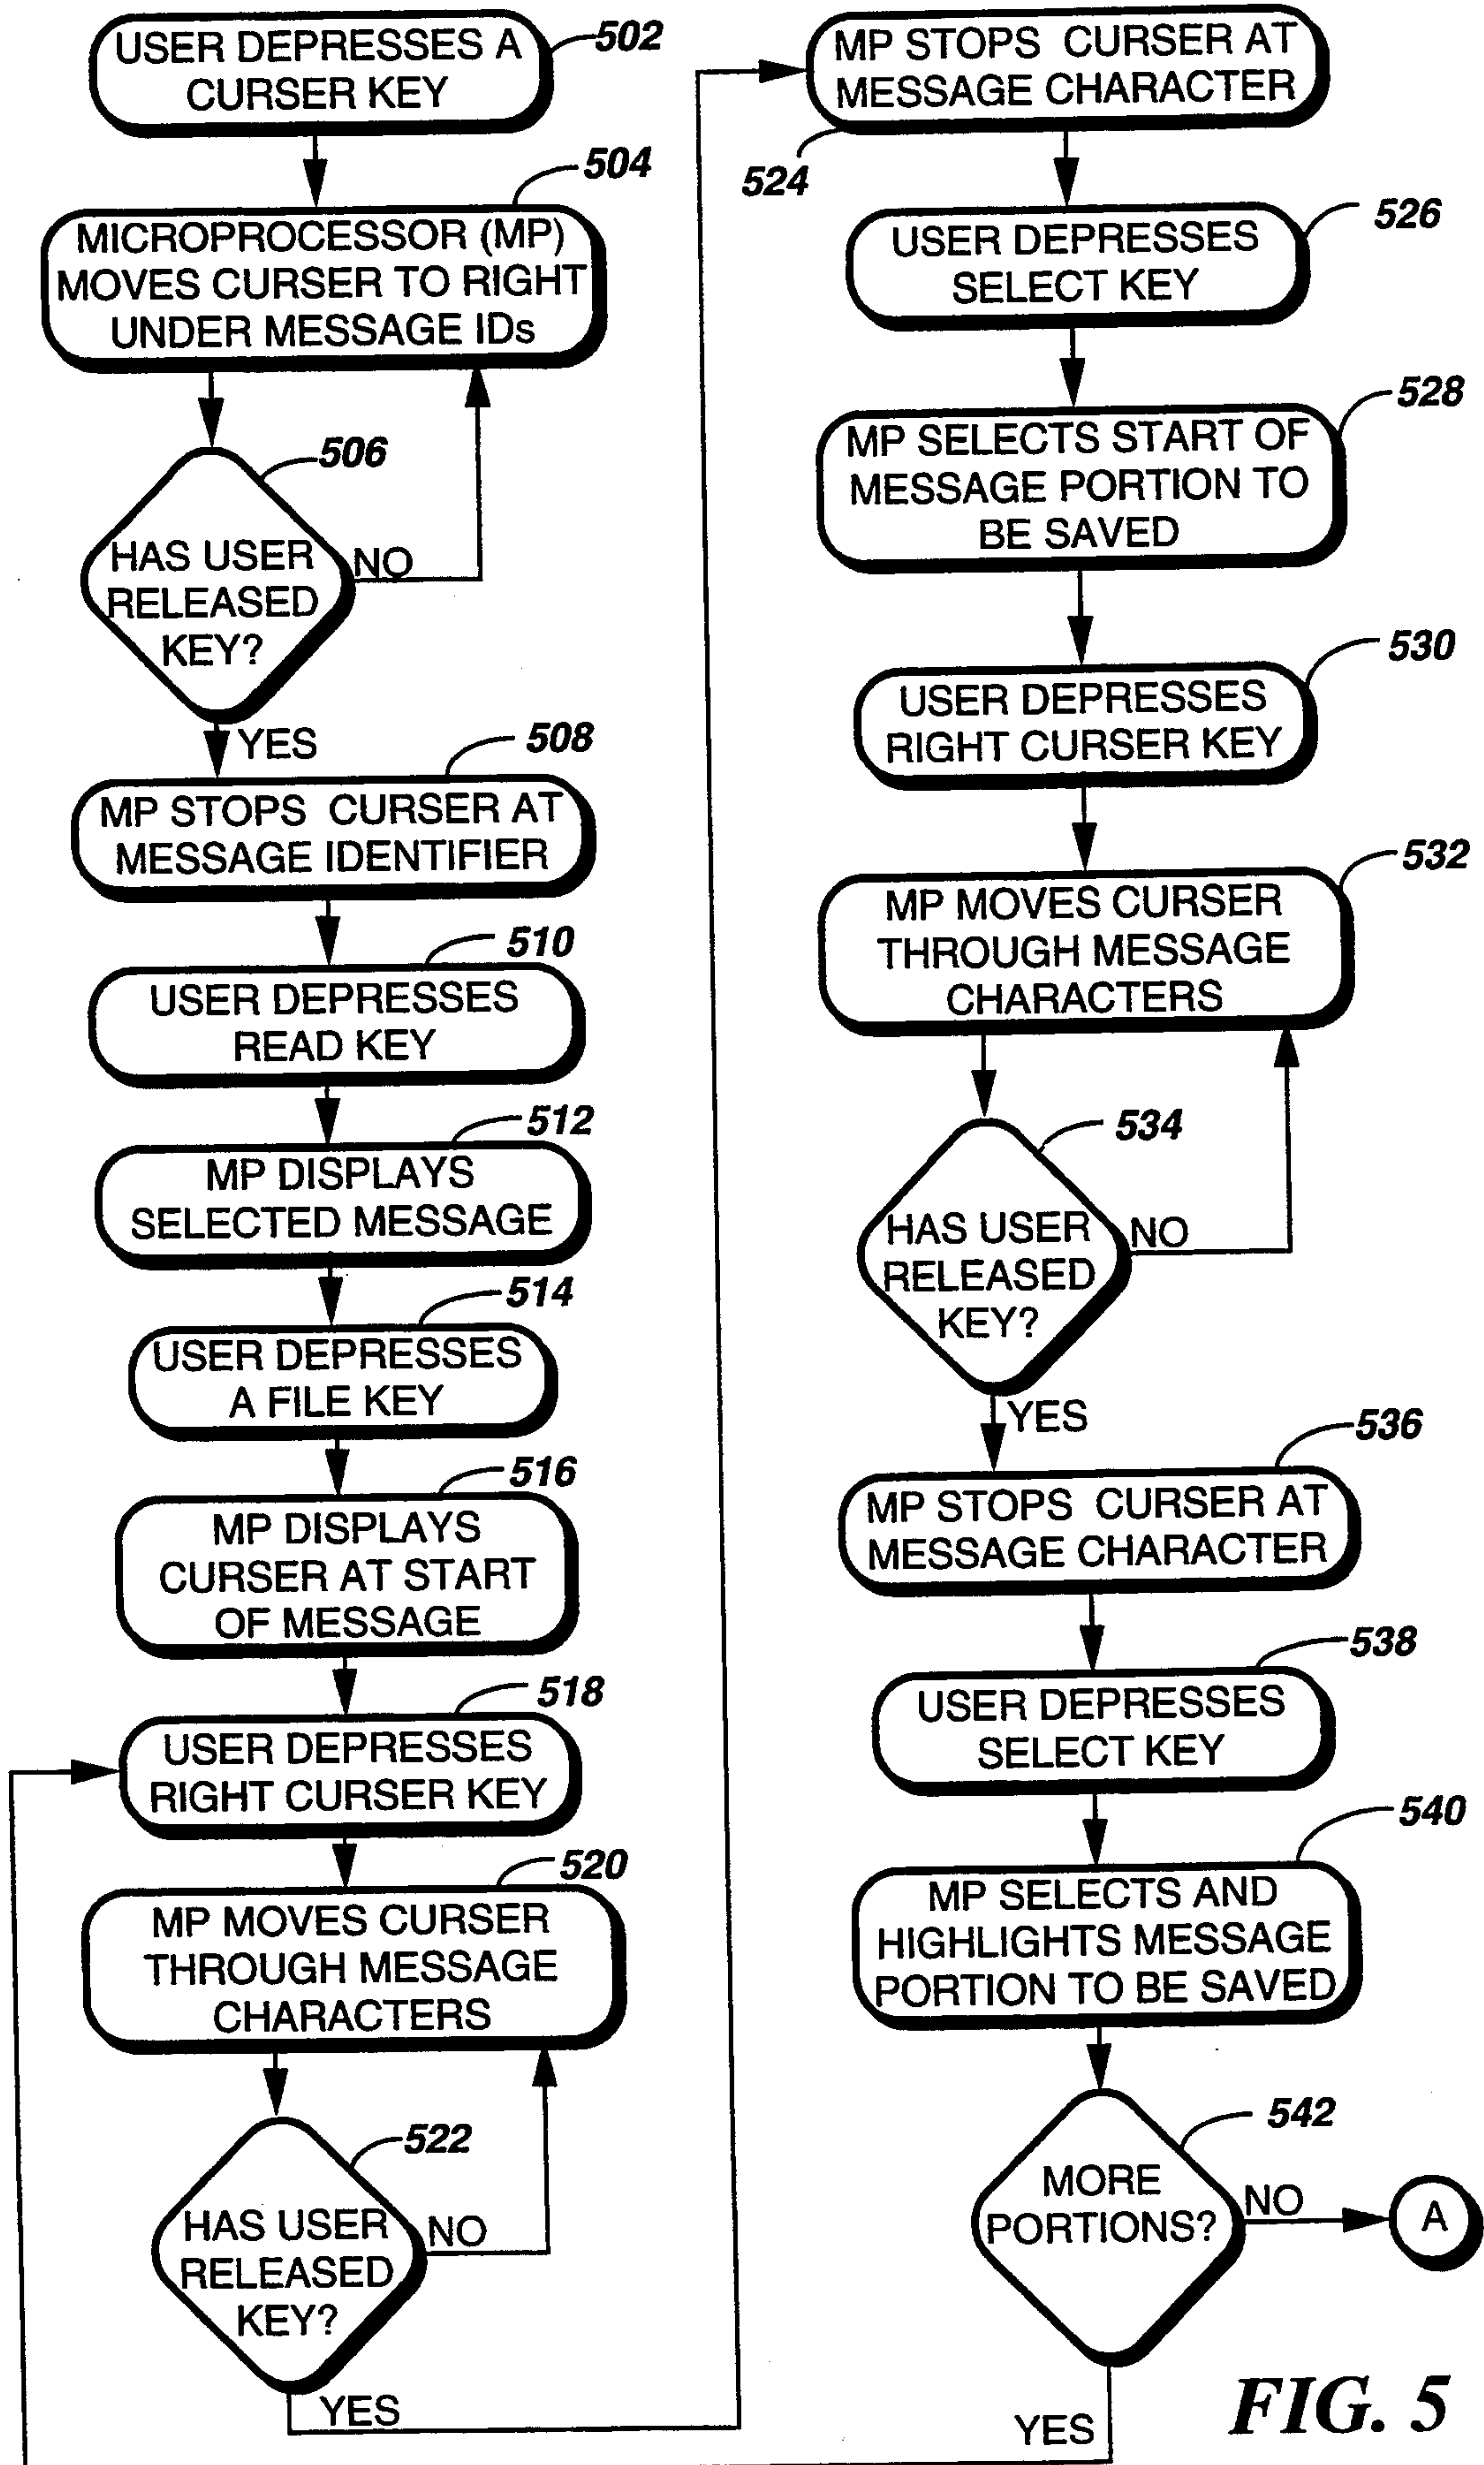 USER DEPRESSES A
CURSER KEY
502
504
MICROPROCESSOR (MP)
MOVES CURSER TO RIGHT
UNDER MESSAGE IDs
506
HAS USER
RELEASED
KEY?
NO
YES
508
MP STOPS CURSER AT
MESSAGE IDENTIFIER
510
USER DEPRESSES
READ KEY
512
MP DISPLAYS
SELECTED MESSAGE
514
USER DEPRESSES
A FILE KEY
516
MP DISPLAYS
CURSER AT START
OF MESSAGE
518
USER DEPRESSES
RIGHT CURSER KEY
520
MP MOVES CURSER
THROUGH MESSAGE
CHARACTERS
522
HAS USER
RELEASED
KEY?
NO
YES
MP STOPS CURSER AT
MESSAGE CHARACTER
524
526
USER DEPRESSES
SELECT KEY
528
MP SELECTS START OF
MESSAGE PORTION TO
BE SAVED
530
USER DEPRESSES
RIGHT CURSER KEY
532
MP MOVES CURSER
THROUGH MESSAGE
CHARACTERS
534
HAS USER
RELEASED
KEY?
NO
YES
536
MP STOPS CURSER AT
MESSAGE CHARACTER
538
USER DEPRESSES
SELECT KEY
540
MP SELECTS AND
HIGHLIGHTS MESSAGE
PORTION TO BE SAVED
542
MORE
PORTIONS?
NO
A
YES
FIG. 5